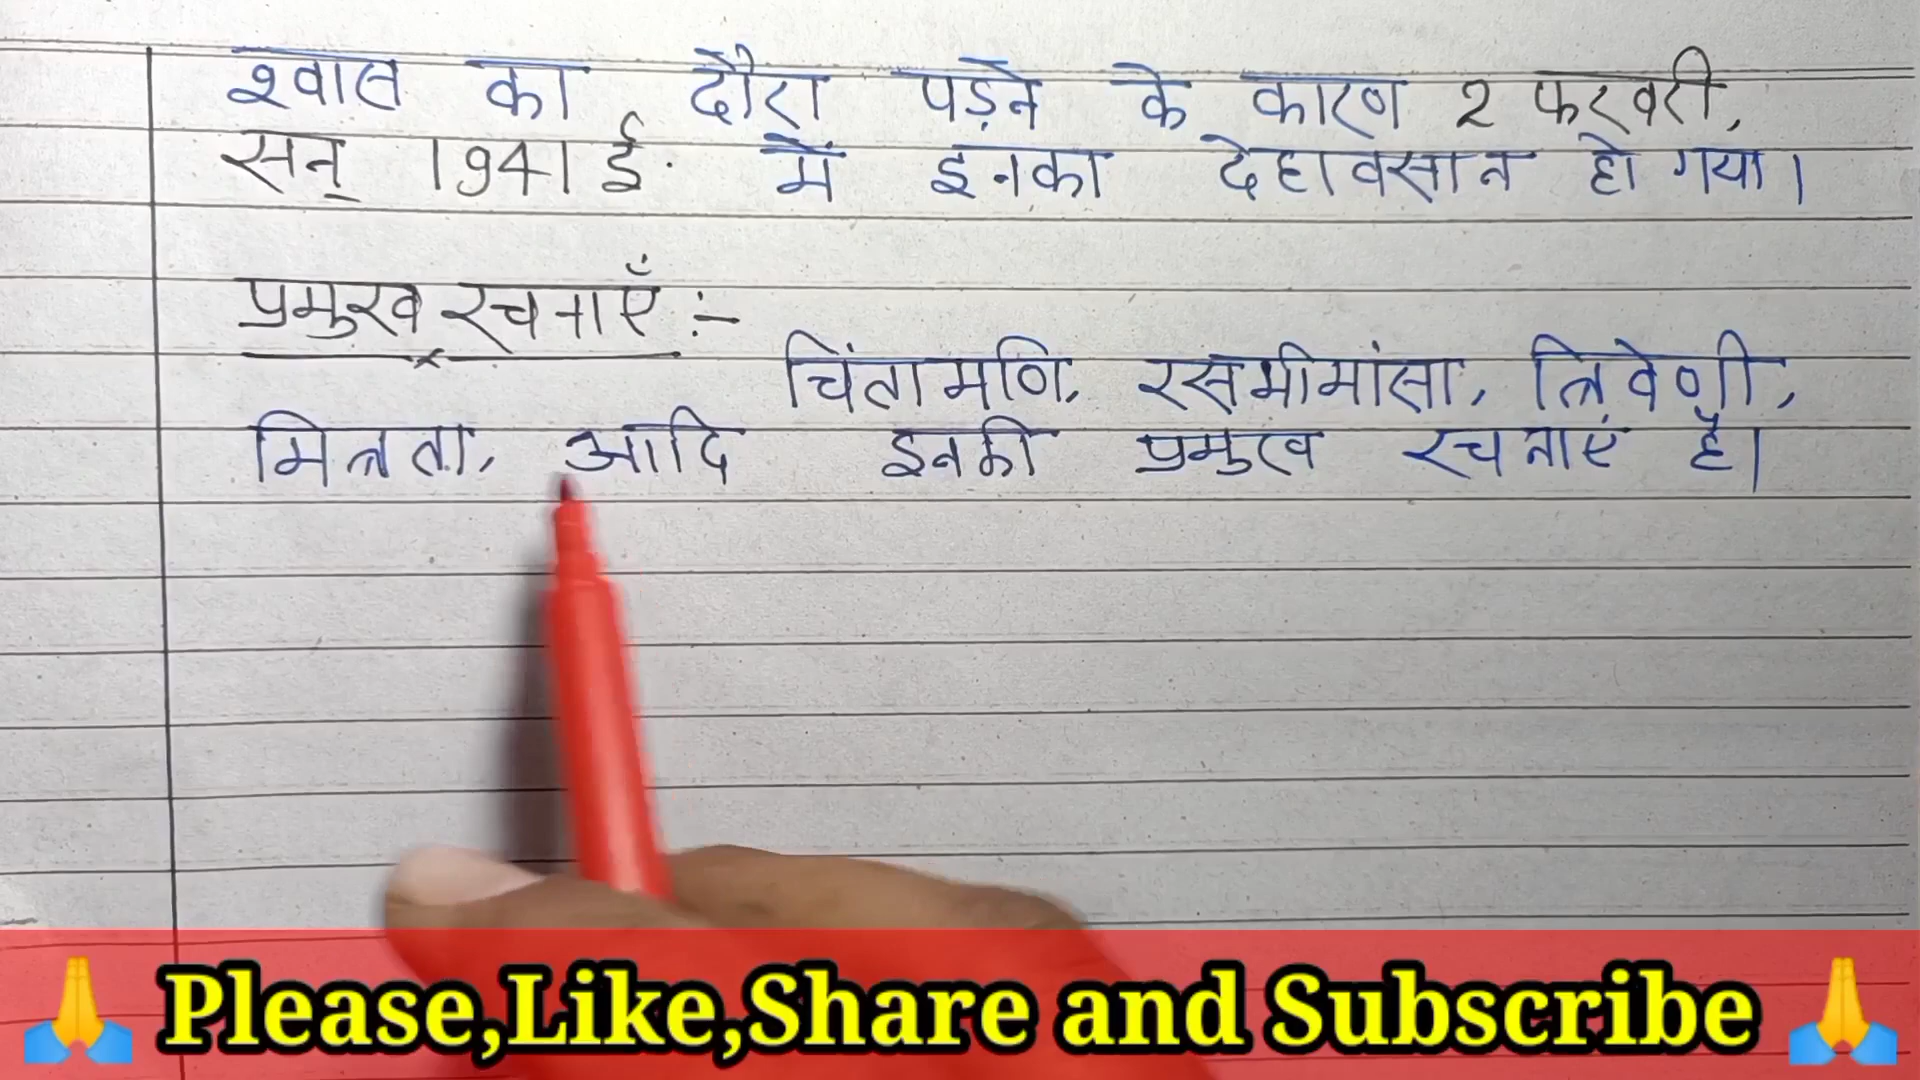 श्वास का दौरा पड़ने के कारण 2 फरवरी,
सन् 1941 ई. में इनका देहावसान हो गया।
प्रमुख रचनाएँ :-
चिंतामणि, रसमीमांसा, त्रिवेणी,
मित्रता, आदि इनकी प्रमुख रचनाएं हैं।
🙏 Please,Like,Share and Subscribe 🙏